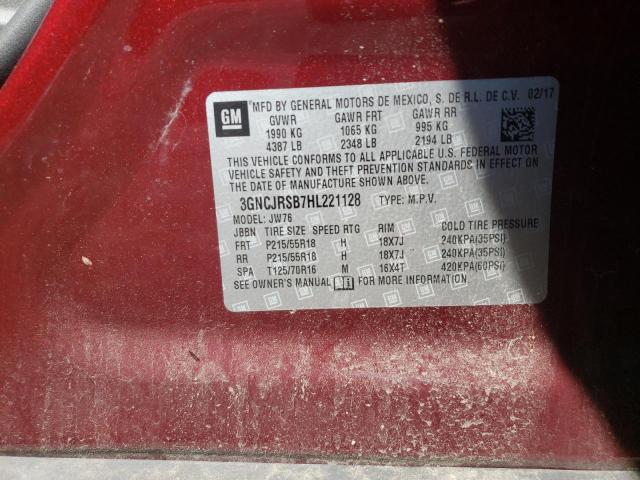 GM
MFD BY GENERAL MOTORS DE MEXICO, S. DE R.L. DE C.V. 02/17
GVWR GAWR FRT GAWR RR
1990 KG 1065 KG 995 KG
4387 LB 2348 LB 2194 LB
THIS VEHICLE CONFORMS TO ALL APPLICABLE U.S. FEDERAL MOTOR
VEHICLE SAFETY AND THEFT PREVENTION STANDARDS IN EFFECT ON
THE DATE OF MANUFACTURE SHOWN ABOVE.
3GNCJRSB7HL221128 TYPE: M.P.V.
MODEL: JW76
JBBN TIRE SIZE SPEED RTG RIM COLD TIRE PRESSURE
FRT P215/55R18 H 18X7J 240KPA(35PSI)
RR P215/55R18 H 18X7J 240KPA(35PSI)
SPA T125/70R16 M 16X4T 420KPA(60PSI)
SEE OWNER'S MANUAL FOR MORE INFORMATION.